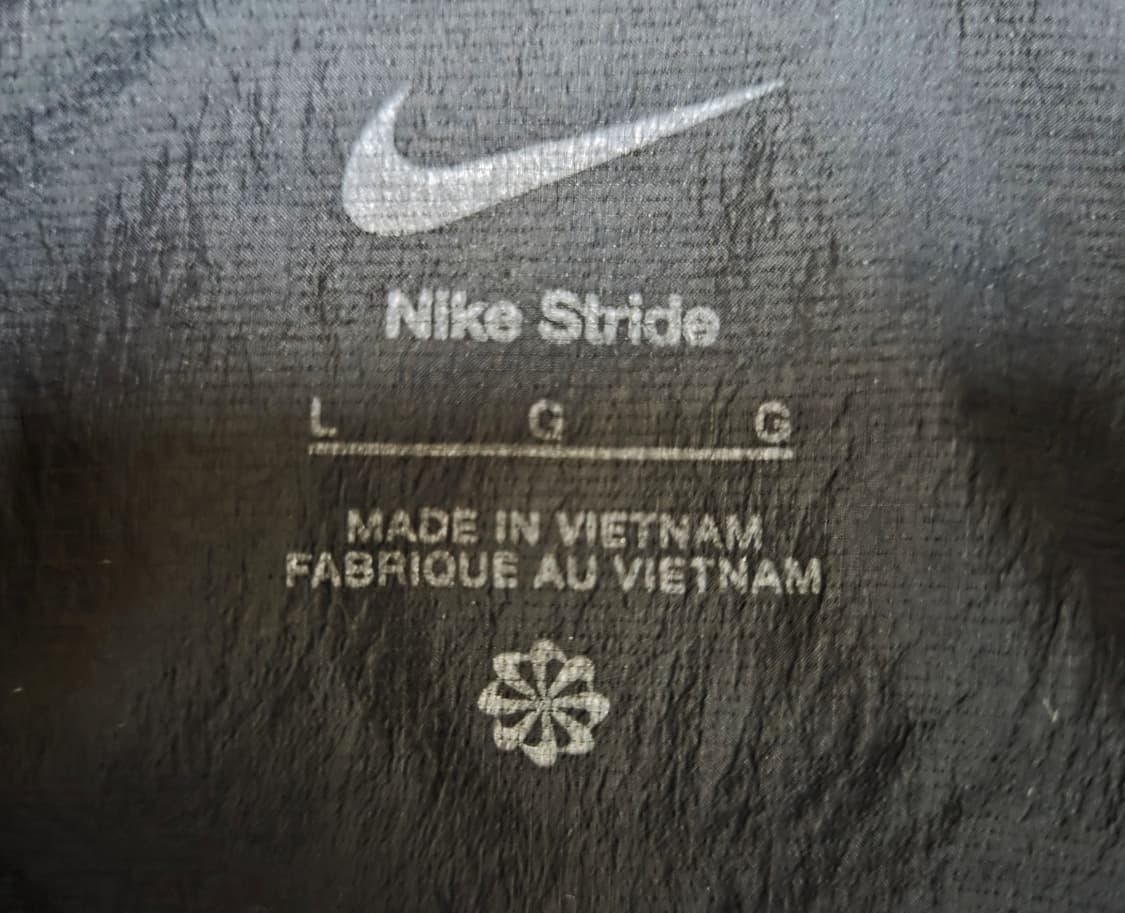 Nike Stride
L G G
MADE IN VIETNAM
FABRIQUE AU VIETNAM